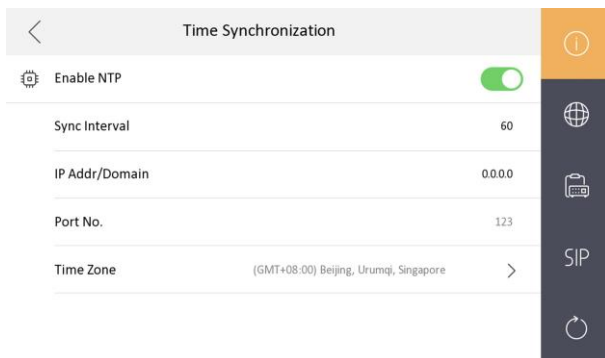 Time Synchronization
Enable NTP
Sync Interval 60
IP Addr/Domain 0.0.0.0
Port No. 123
Time Zone (GMT+08:00) Beijing, Urumqi, Singapore
SIP